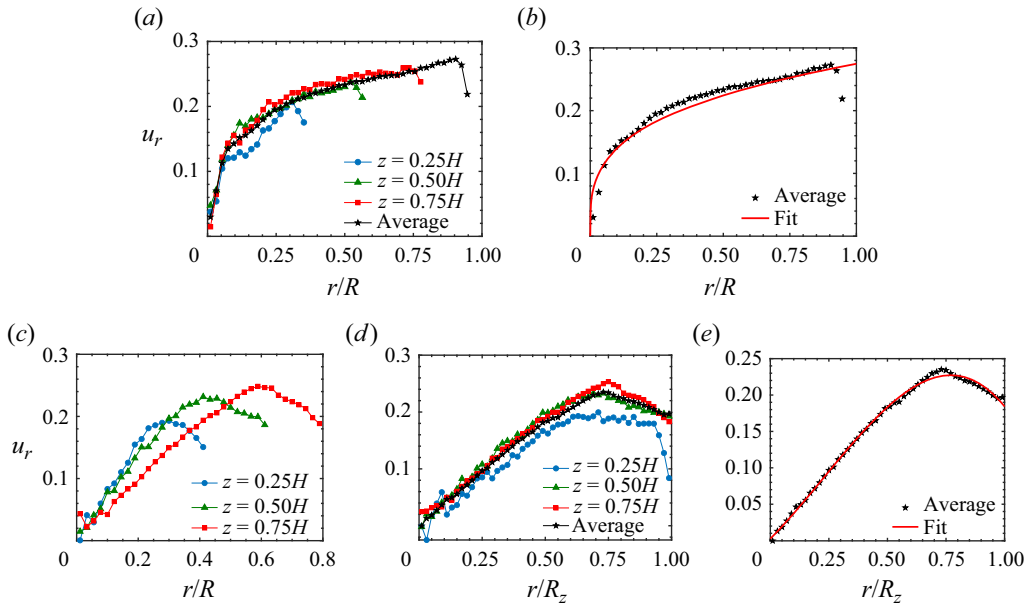 (a)
0.3
0.2
0.1
u_r
z = 0.25H
z = 0.50H
z = 0.75H
Average
0 0.25 0.50 0.75 1.00
r/R
(b)
0.3
0.2
0.1
Average
Fit
0 0.25 0.50 0.75 1.00
r/R
(c)
0.3
0.2
0.1
u_r
z = 0.25H
z = 0.50H
z = 0.75H
0 0.2 0.4 0.6 0.8
r/R
(d)
0.3
0.2
0.1
z = 0.25H
z = 0.50H
z = 0.75H
Average
0 0.25 0.50 0.75 1.00
r/R_z
(e)
0.25
0.20
0.15
0.10
0.05
Average
Fit
0 0.25 0.50 0.75 1.00
r/R_z